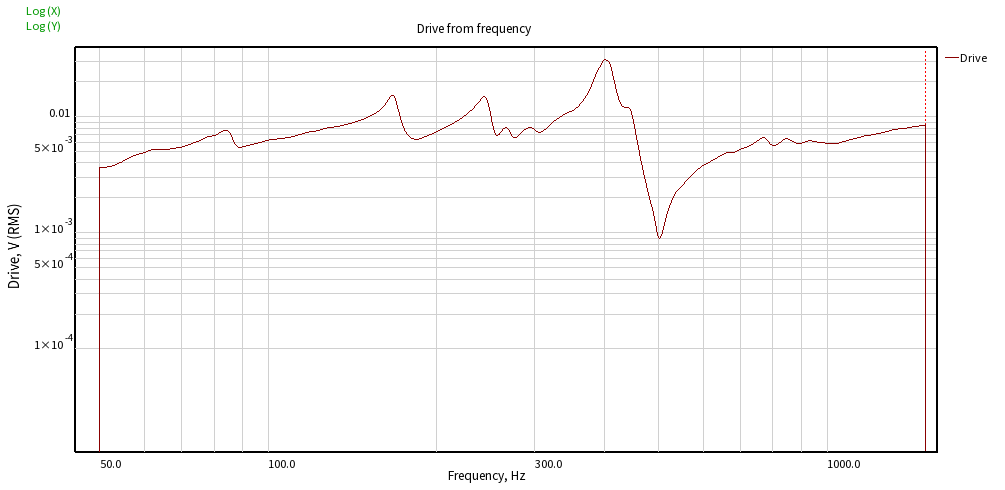 Log (X)
Log (Y)
Drive from frequency
Drive
0.01
5×10⁻³
1×10⁻³
5×10⁻⁴
1×10⁻⁴
Drive, V (RMS)
50.0 100.0 300.0 1000.0
Frequency, Hz